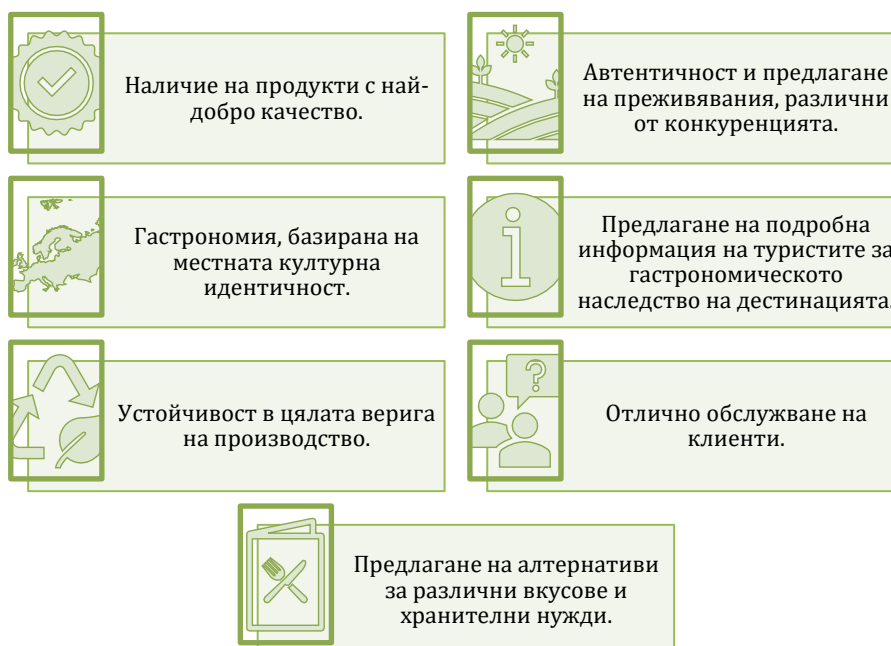 Наличие на продукти с най-
добро качество.
Автентичност и предлагане
на преживявания, различни
от конкуренцията.
Гастрономия, базирана на
местната културна
идентичност.
Предлагане на подробна
информация на туристите за
гастрономическото
наследство на дестинацията.
Устойчивост в цялата верига
на производство.
?
Отлично обслужване на
клиенти.
Предлагане на алтернативи
за различни вкусове и
хранителни нужди.